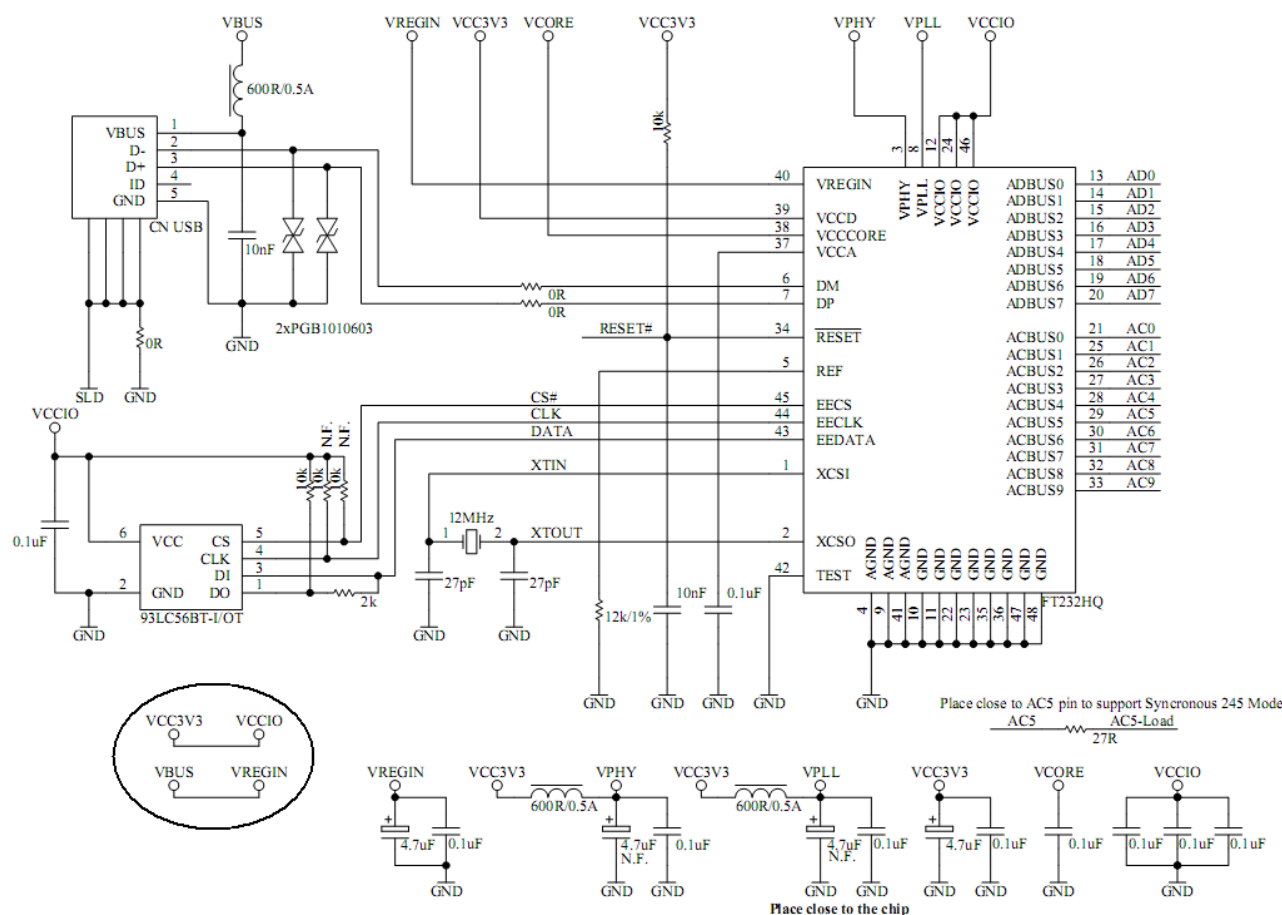 VBUS
VREGIN
VCC3V3
VCORE
VCC3V3
VPHY
VPLL
VCCIO
600R/0.5A
10k
VBUS 1
D- 2
D+ 3
ID 4
GND 5
CN USB
10nF
2xPGB1010603
0R
SLD
GND
GND
3
8
12
24
46
VPHY
VPLL
VCCIO
VCCIO
VCCIO
40 VREGIN
39 VCCD
38 VCCCORE
37 VCCA
6 DM
0R
7 DP
0R
RESET# 34 RESET
5 REF
CS# 45 EECS
CLK 44 EECLK
DATA 43 EEDATA
XTIN 1 XCSI
XTOUT 2 XCSO
42 TEST
ADBUS0 13 AD0
ADBUS1 14 AD1
ADBUS2 15 AD2
ADBUS3 16 AD3
ADBUS4 17 AD4
ADBUS5 18 AD5
ADBUS6 19 AD6
ADBUS7 20 AD7
ACBUS0 21 AC0
ACBUS1 25 AC1
ACBUS2 26 AC2
ACBUS3 27 AC3
ACBUS4 28 AC4
ACBUS5 29 AC5
ACBUS6 30 AC6
ACBUS7 31 AC7
ACBUS8 32 AC8
ACBUS9 33 AC9
AGND
AGND
AGND
GND
GND
GND
GND
GND
GND
GND
GND
4
9
41
10
11
22
23
35
36
47
48
FT232HQ
GND
VCCIO
N.F.
N.F.
10k
10k
10k
0.1uF
6 VCC
2 GND
CS 5
CLK 4
DI 3
DO 1
2k
93LC56BT-I/OT
GND
12MHz
1
2
27pF
27pF
GND
GND
12k/1%
10nF
0.1uF
GND
GND
GND
GND
Place close to AC5 pin to support Syncronous 245 Mode
AC5
AC5-Load
27R
VCC3V3
VCCIO
VBUS
VREGIN
VREGIN
4.7uF
0.1uF
GND
VCC3V3
600R/0.5A
VPHY
4.7uF
N.F.
0.1uF
GND
GND
VCC3V3
600R/0.5A
VPLL
4.7uF
N.F.
0.1uF
GND
GND
VCC3V3
4.7uF
0.1uF
GND
GND
VCORE
0.1uF
GND
VCCIO
0.1uF
0.1uF
0.1uF
GND
+
+
+
+
Place close to the chip